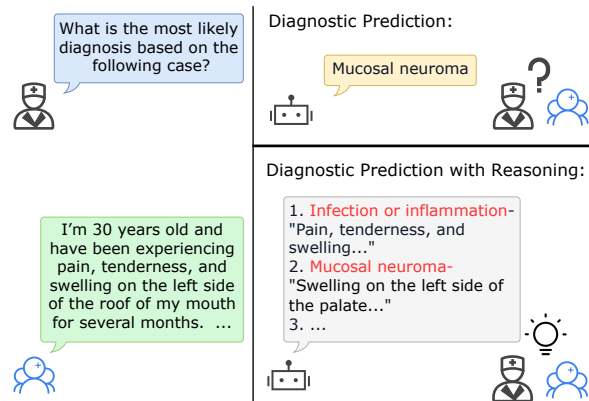 What is the most likely
diagnosis based on the
following case?
I'm 30 years old and
have been experiencing
pain, tenderness, and
swelling on the left side
of the roof of my mouth
for several months.  ...
Diagnostic Prediction:
Mucosal neuroma
?
Diagnostic Prediction with Reasoning:
1. Infection or inflammation-
"Pain, tenderness, and
swelling..."
2. Mucosal neuroma-
"Swelling on the left side of
the palate..."
3. ...